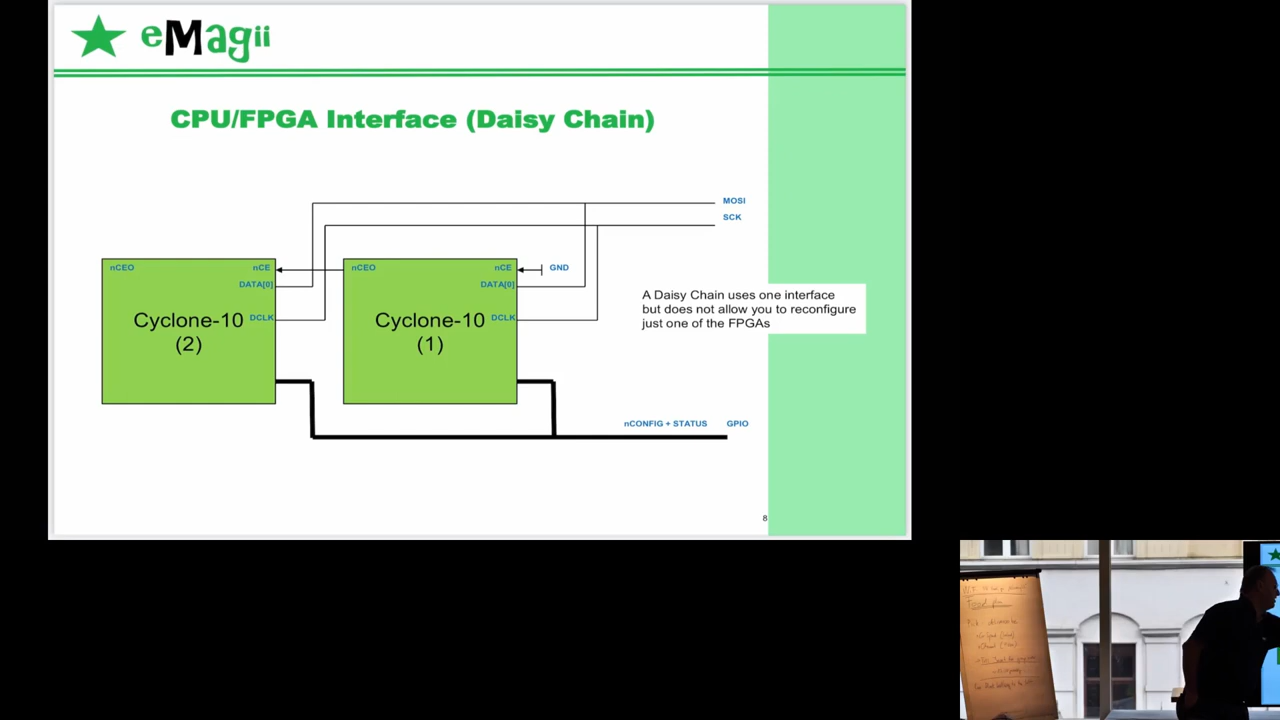 eMagii
CPU/FPGA Interface (Daisy Chain)
MOSI
SCK
nCEO
nCE
DATA[0]
Cyclone-10
DCLK
(2)
nCEO
nCE
GND
DATA[0]
Cyclone-10
DCLK
(1)
A Daisy Chain uses one interface
but does not allow you to reconfigure
just one of the FPGAs
nCONFIG + STATUS
GPIO
8